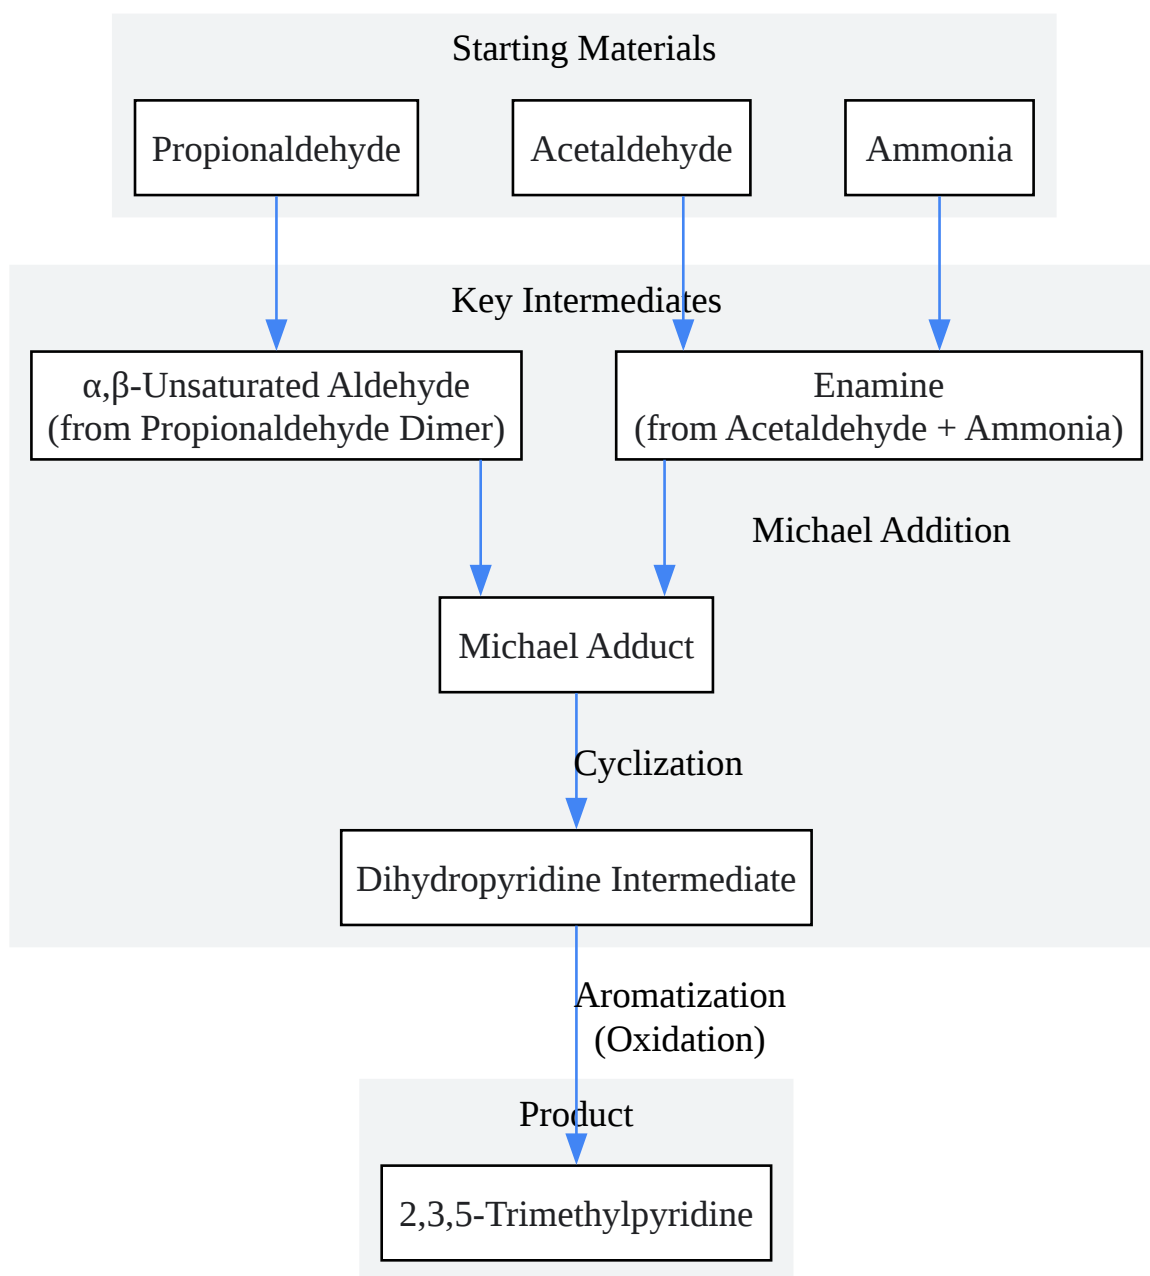 Starting Materials
Propionaldehyde
Acetaldehyde
Ammonia
Key Intermediates
α,β-Unsaturated Aldehyde
(from Propionaldehyde Dimer)
Enamine
(from Acetaldehyde + Ammonia)
Michael Addition
Michael Adduct
Cyclization
Dihydropyridine Intermediate
Aromatization
(Oxidation)
Product
2,3,5-Trimethylpyridine